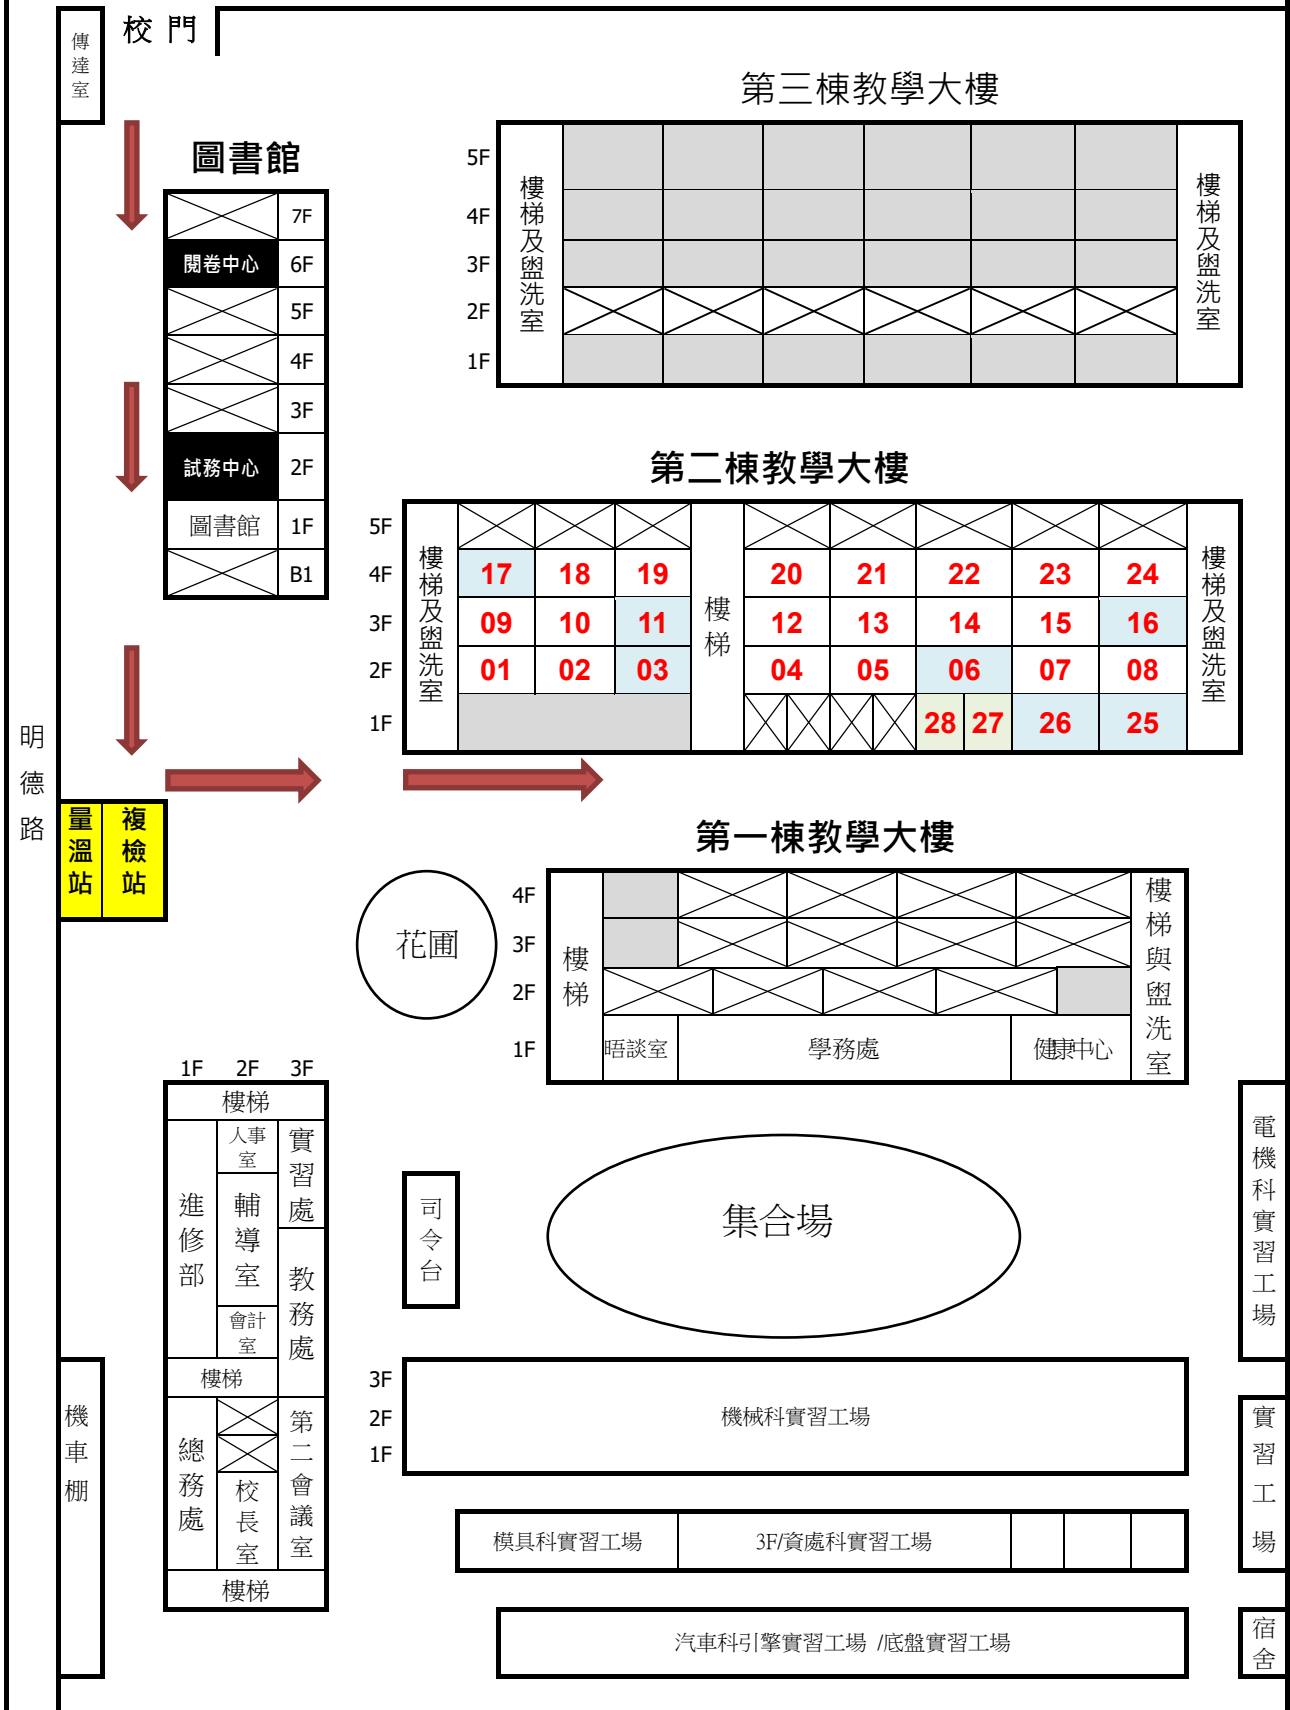 校門
傳達室
第三棟教學大樓
圖書館
5F
4F
3F
2F
1F
樓梯及盥洗室
樓梯及盥洗室
7F
閱卷中心 6F
5F
4F
3F
試務中心 2F
圖書館 1F
B1
第二棟教學大樓
5F
4F 17 18 19 20 21 22 23 24
3F 09 10 11 12 13 14 15 16
2F 01 02 03 04 05 06 07 08
1F 28 27 26 25
樓梯及盥洗室
樓梯
樓梯及盥洗室
明德路
量溫站
複檢站
第一棟教學大樓
花圃
4F
3F
2F
1F 晤談室 學務處 健康中心
樓梯
樓梯與盥洗室
1F 2F 3F
樓梯
進修部
人事室
輔導室
會計室
實習處
教務處
樓梯
總務處
校長室
第二會議室
樓梯
司令台
集合場
電機科實習工場
機車棚
3F
2F
1F
機械科實習工場
實習工場
模具科實習工場 3F/資處科實習工場
汽車科引擎實習工場 /底盤實習工場
宿舍